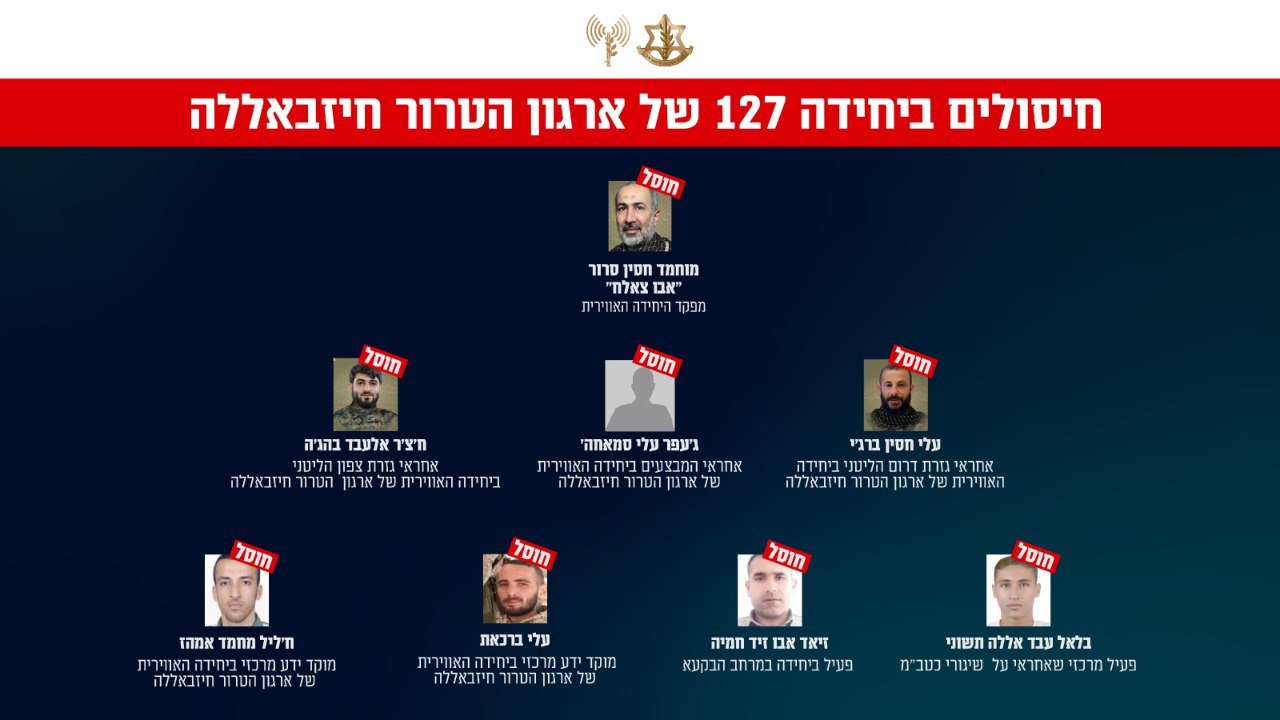 חיסולים ביחידה 127 של ארגון הטרור חיזבאללה
חוסל
מוחמד חסין סרור
"אבו צאלח"
מפקד היחידה האווירית
חוסל
עלי חסין ברג'י
אחראי גזרת דרום הליטני ביחידה
האווירית של ארגון הטרור חיזבאללה
חוסל
ג'עפר עלי סמאחה'
אחראי המבצעים ביחידה האווירית
של ארגון הטרור חיזבאללה
חוסל
ח'צ'ר אלעבד בהג'ה
אחראי גזרת צפון הליטני
ביחידה האווירית של ארגון הטרור חיזבאללה
חוסל
בלאל עבד אללה תשוני
פעיל מרכזי שאחראי על שיגורי כטב"מ
חוסל
זיאד אבו זיד חמיה
פעיל ביחידה במרחב הבקעא
חוסל
עלי ברכאת
מוקד ידע מרכזי ביחידה האווירית
של ארגון הטרור חיזבאללה
חוסל
ח'ליל מחמד אמהז
מוקד ידע מרכזי ביחידה האווירית
של ארגון הטרור חיזבאללה